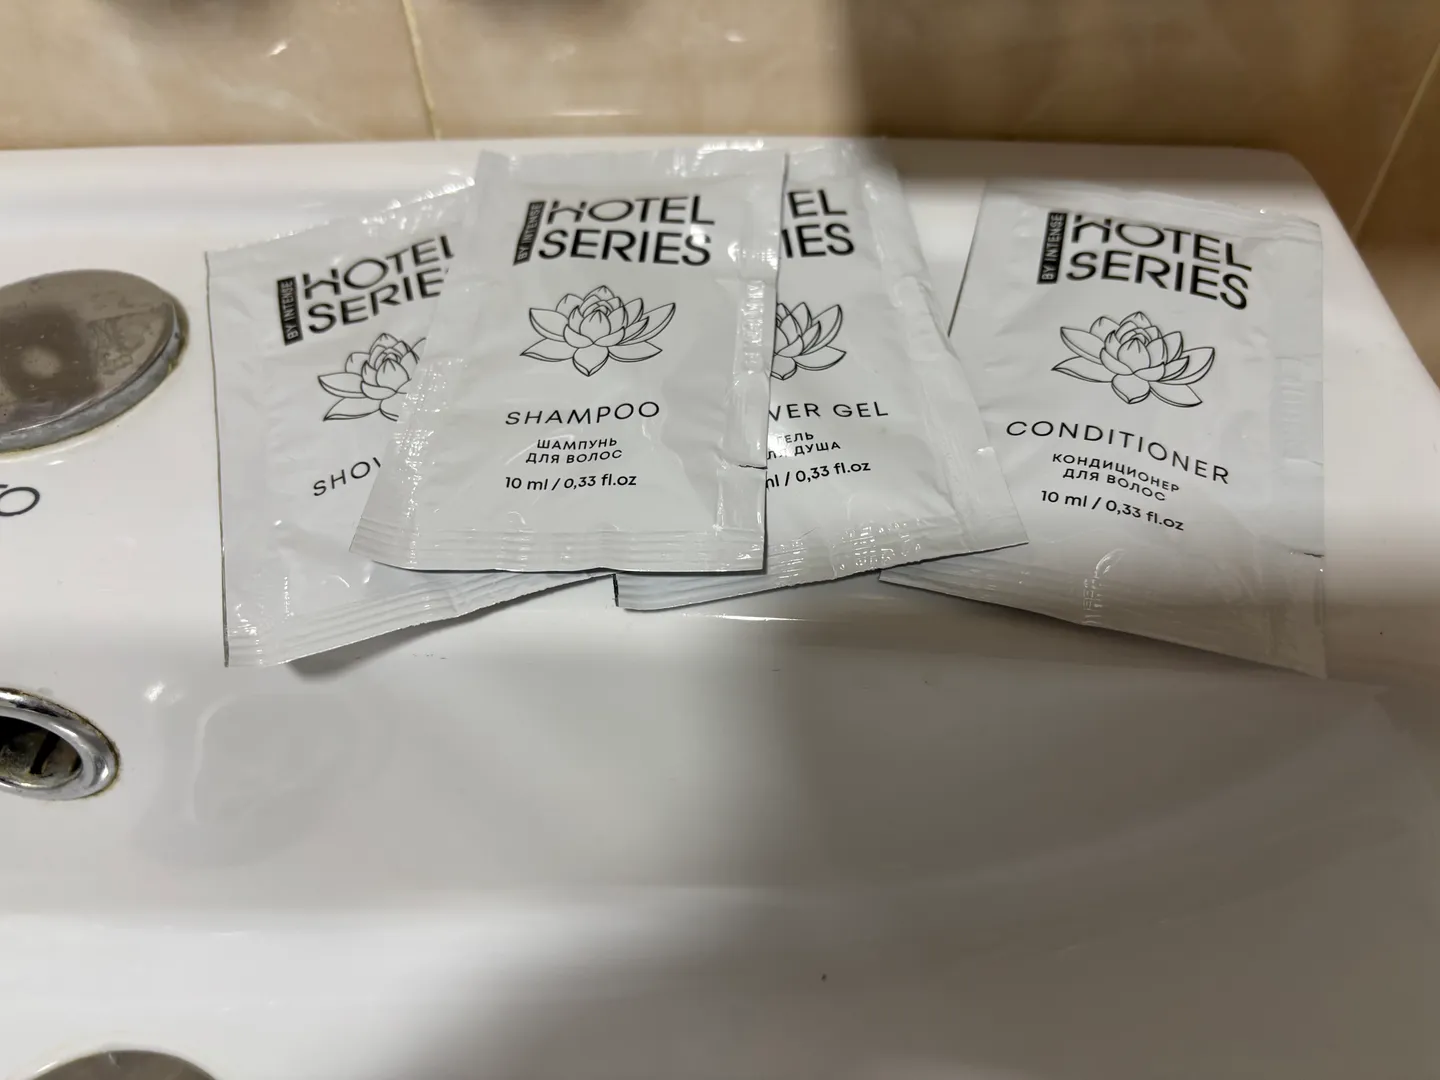 BY INTENSE
HOTEL
SERIE
SHOW
BY INTENSE
HOTEL
SERIES
SHAMPOO
ШАМПУНЬ
ДЛЯ ВОЛОС
10 ml / 0,33 fl.oz
EL
IES
WER GEL
ГЕЛЬ
ДУША
ml / 0,33 fl.oz
BY INTENSE
HOTEL
SERIES
CONDITIONER
КОНДИЦИОНЕР
ДЛЯ ВОЛОС
10 ml / 0,33 fl.oz